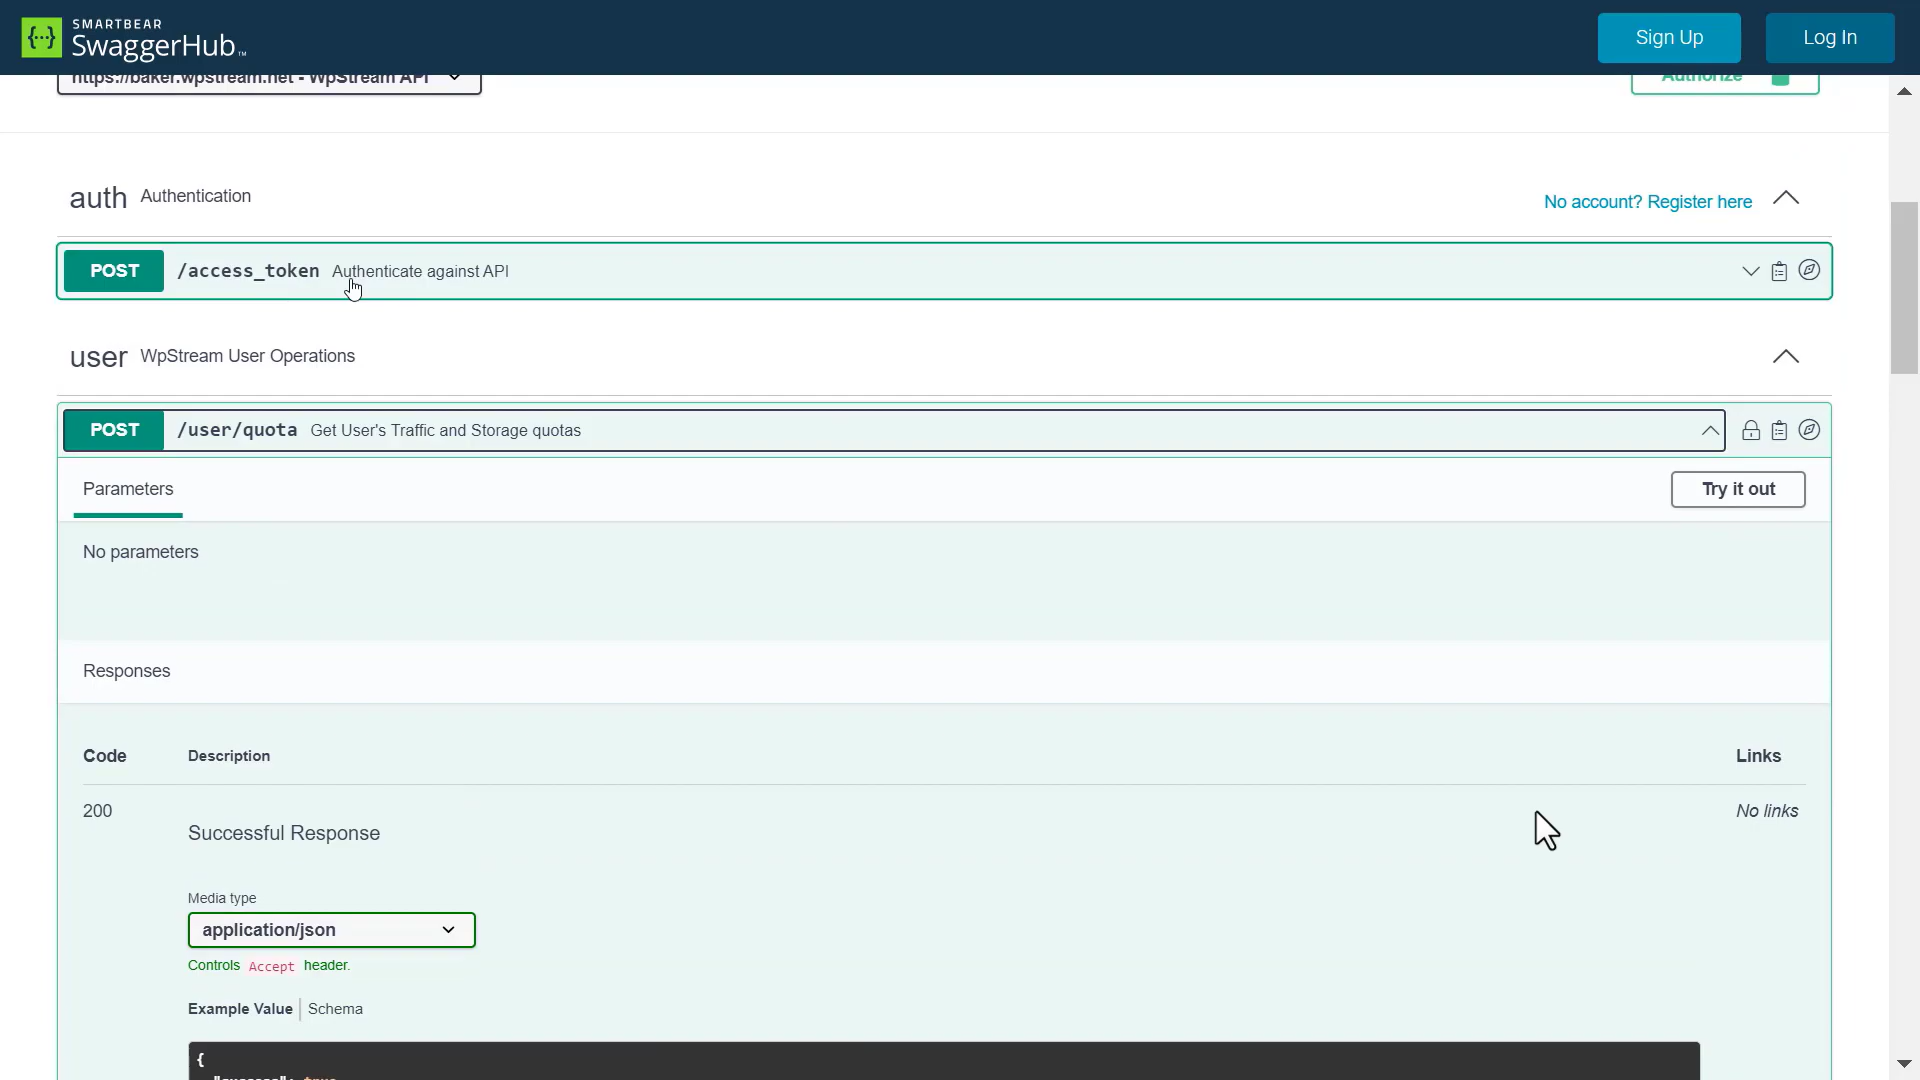 SMARTBEAR
SwaggerHub™
Sign Up
Log In
https://baker.wpstream.net - WpStream API
Authorize
auth Authentication
No account? Register here
POST /access_token Authenticate against API
user WpStream User Operations
POST /user/quota Get User's Traffic and Storage quotas
Parameters
Try it out
No parameters
Responses
Code Description Links
200
No links
Successful Response
Media type
application/json
Controls Accept header.
Example Value Schema
{
"success": true